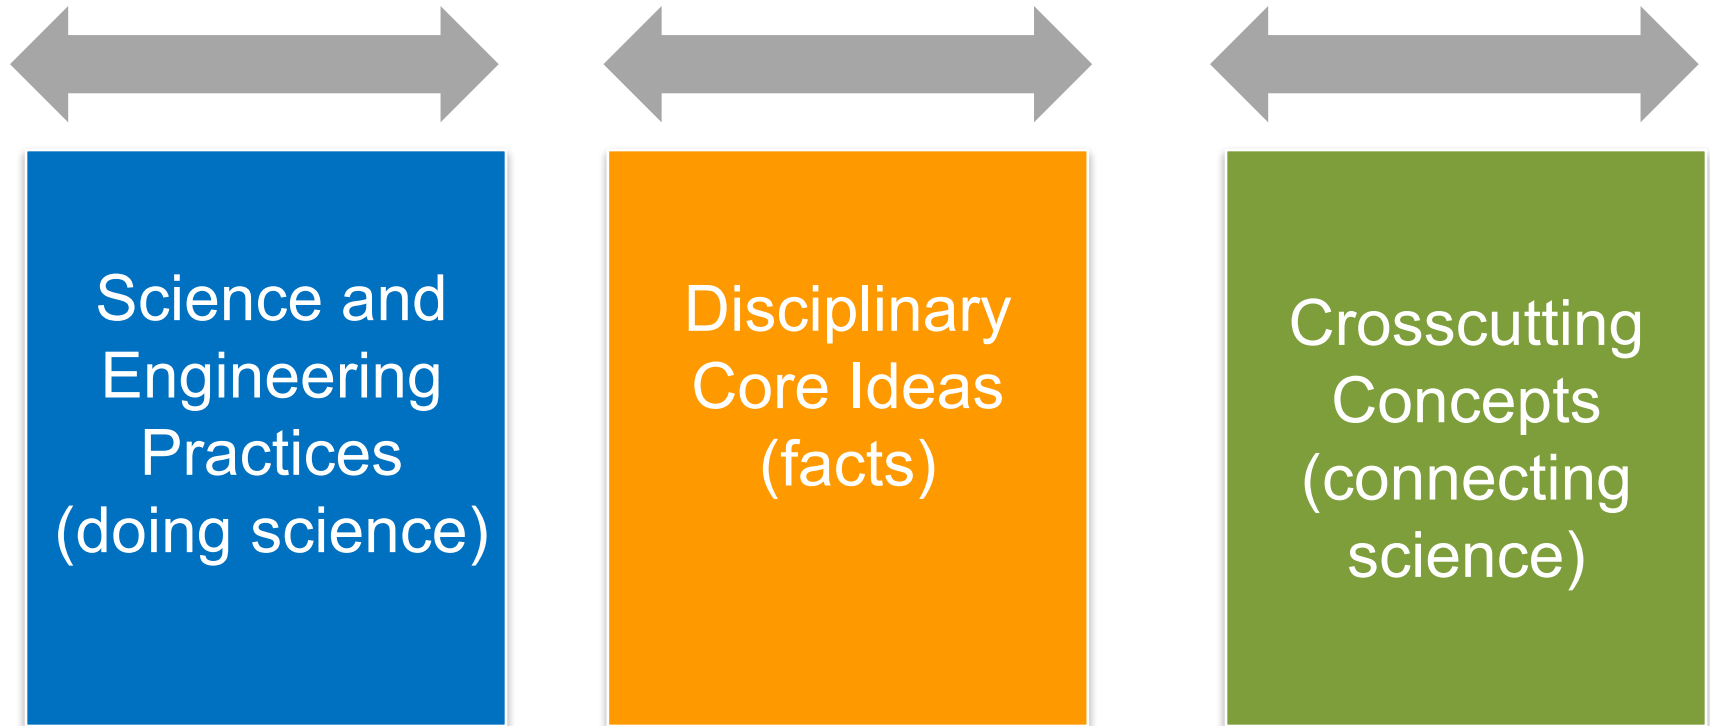 Science and
Engineering
Practices
(doing science)
Disciplinary
Core Ideas
(facts)
Crosscutting
Concepts
(connecting
science)